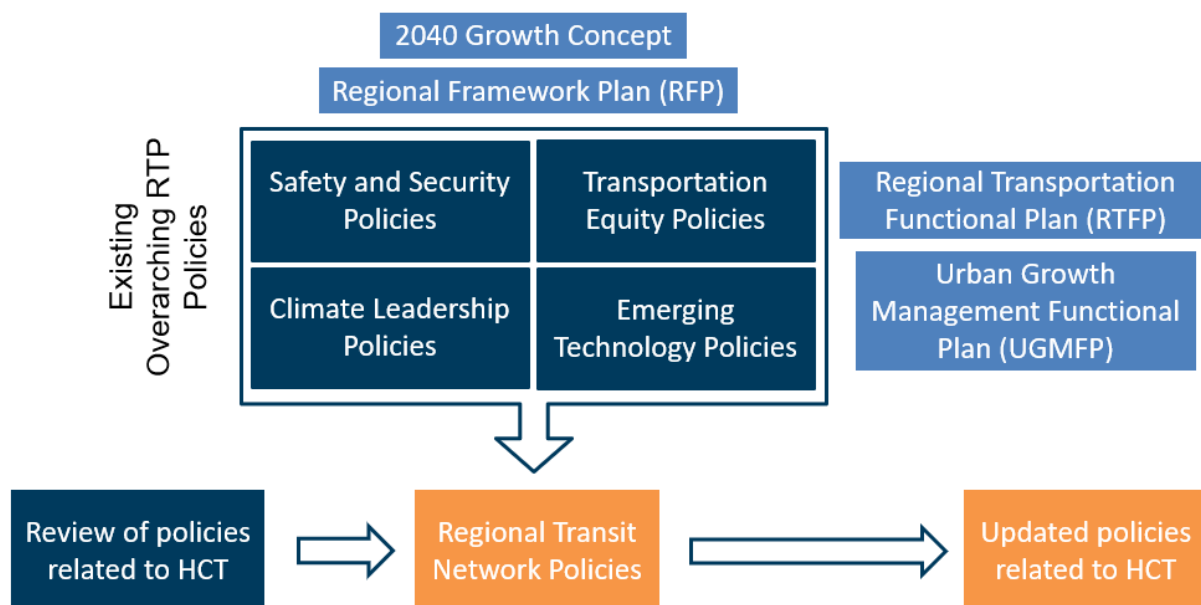 2040 Growth Concept
Regional Framework Plan (RFP)
Existing
Overarching RTP
Policies
Safety and Security
Policies
Transportation
Equity Policies
Climate Leadership
Policies
Emerging
Technology Policies
Regional Transportation
Functional Plan (RTFP)
Urban Growth
Management Functional
Plan (UGMFP)
Review of policies
related to HCT
Regional Transit
Network Policies
Updated policies
related to HCT